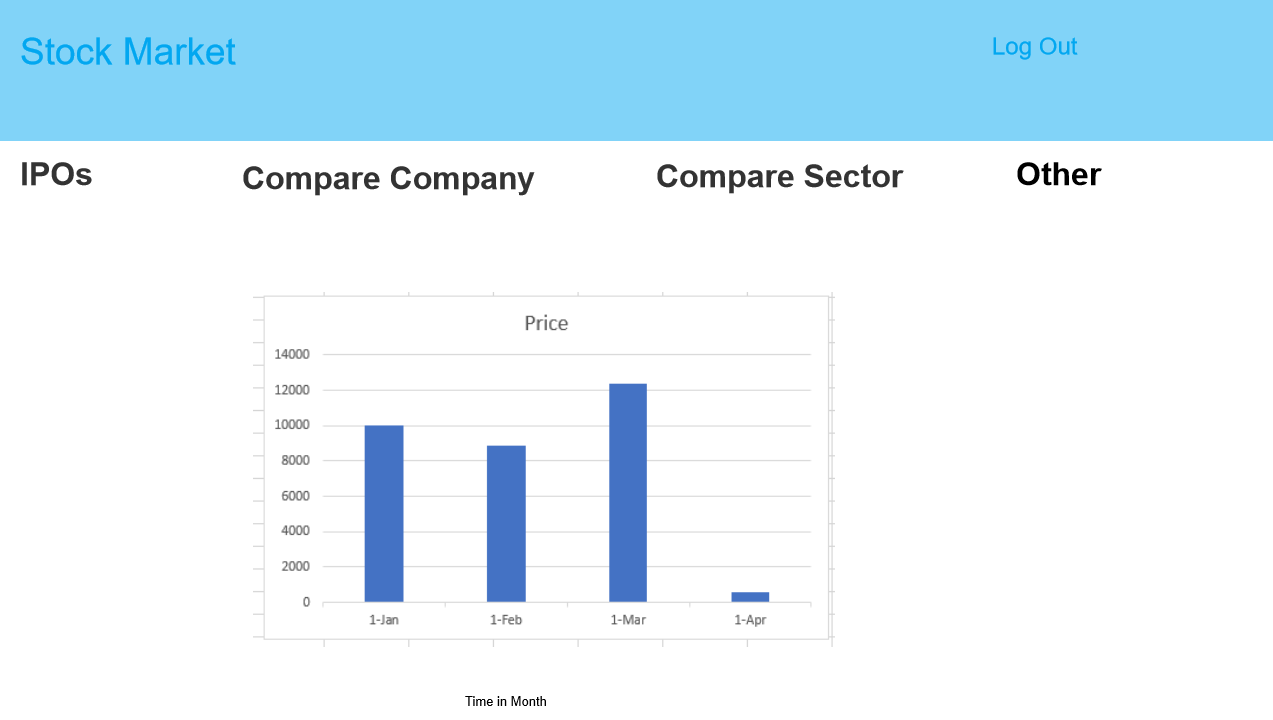 Stock Market
Log Out
IPOs
Compare Company
Compare Sector
Other
Price
14000
12000
10000
8000
6000
4000
2000
0
1-Jan 1-Feb 1-Mar 1-Apr
Time in Month